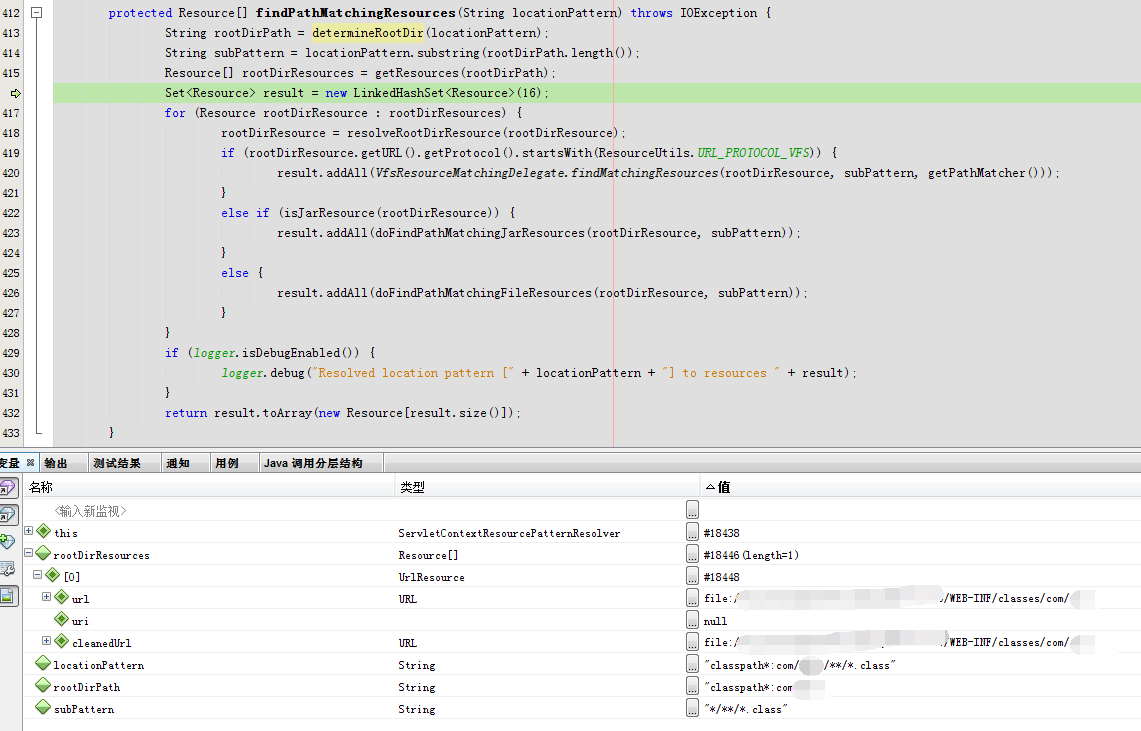 412 protected Resource[] findPathMatchingResources(String locationPattern) throws IOException {
413 String rootDirPath = determineRootDir(locationPattern);
414 String subPattern = locationPattern.substring(rootDirPath.length());
415 Resource[] rootDirResources = getResources(rootDirPath);
Set<Resource> result = new LinkedHashSet<Resource>(16);
417 for (Resource rootDirResource : rootDirResources) {
418 rootDirResource = resolveRootDirResource(rootDirResource);
419 if (rootDirResource.getURL().getProtocol().startsWith(ResourceUtils.URL_PROTOCOL_VFS)) {
420 result.addAll(VfsResourceMatchingDelegate.findMatchingResources(rootDirResource, subPattern, getPathMatcher()));
421 }
422 else if (isJarResource(rootDirResource)) {
423 result.addAll(doFindPathMatchingJarResources(rootDirResource, subPattern));
424 }
425 else {
426 result.addAll(doFindPathMatchingFileResources(rootDirResource, subPattern));
427 }
428 }
429 if (logger.isDebugEnabled()) {
430 logger.debug("Resolved location pattern [" + locationPattern + "] to resources " + result);
431 }
432 return result.toArray(new Resource[result.size()]);
433 }
变量 输出 测试结果 通知 用例 Java 调用分层结构
名称 类型 值
<输入新监视> ...
this ServletContextResourcePatternResolver ... #18438
rootDirResources Resource[] ... #18446(length=1)
[0] UrlResource ... #18448
url URL ... file:/ /WEB-INF/classes/com/
uri ... null
cleanedUrl URL ... file:/ /WEB-INF/classes/com/
locationPattern String ... "classpath*:com/ /**/*.class"
rootDirPath String ... "classpath*:com
subPattern String ... "*/**/*.class"